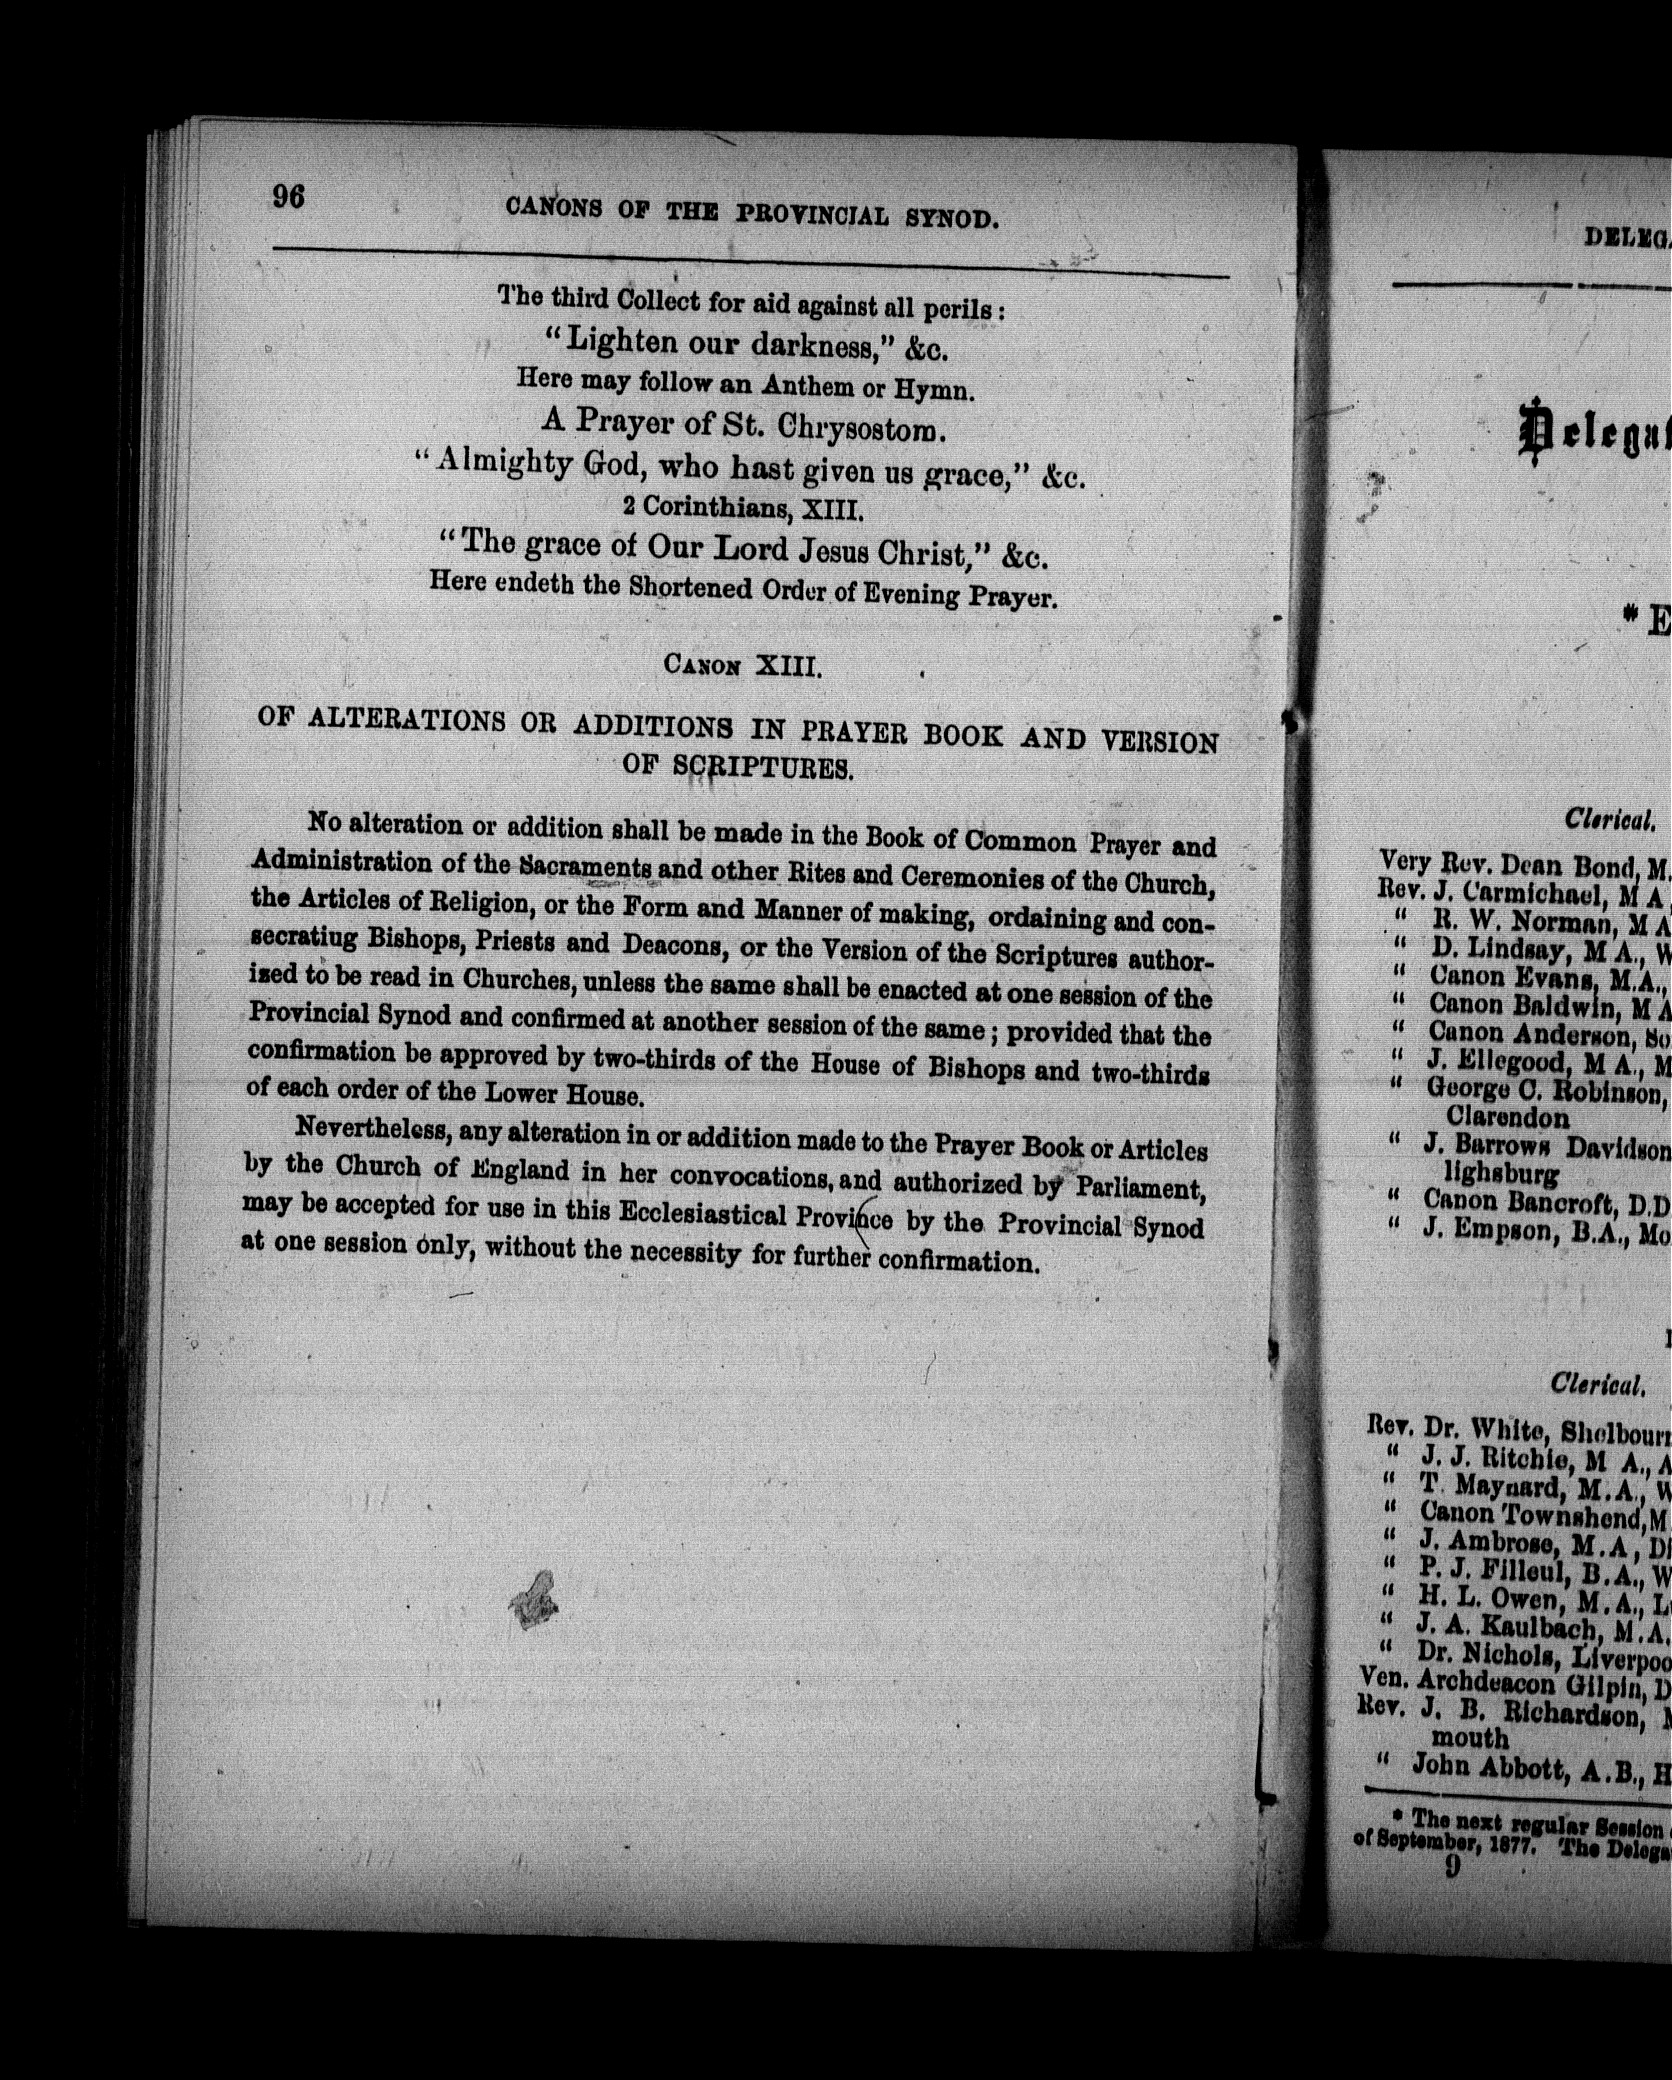 96
CANONS OF THE PROVINCIAL SYNOD.
The third Collect for aid against all perils:
"Lighten our darkness," &c.
Here may follow an Anthem or Hymn.
A Prayer of St. Chrysostom.
"Almighty God, who hast given us grace," &c.
2 Corinthians, XIII.
"The grace of Our Lord Jesus Christ," &c.
Here endeth the Shortened Order of Evening Prayer.
CANON XIII.
OF ALTERATIONS OR ADDITIONS IN PRAYER BOOK AND VERSION
OF SCRIPTURES.
No alteration or addition shall be made in the Book of Common Prayer and
Administration of the Sacraments and other Rites and Ceremonies of the Church,
the Articles of Religion, or the Form and Manner of making, ordaining and con-
secratiug Bishops, Priests and Deacons, or the Version of the Scriptures author-
ized to be read in Churches, unless the same shall be enacted at one session of the
Provincial Synod and confirmed at another session of the same; provided that the
confirmation be approved by two-thirds of the House of Bishops and two-thirds
of each order of the Lower House.
Nevertheless, any alteration in or addition made to the Prayer Book or Articles
by the Church of England in her convocations, and authorized by Parliament,
may be accepted for use in this Ecclesiastical Province by the Provincial Synod
at one session only, without the necessity for further confirmation.
DELEG
Delega
* E
Clerical.
Very Rev. Dean Bond, M.
Rev. J. Carmichael, M A
" R. W. Norman, M A
" D. Lindsay, M A., W
" Canon Evans, M.A.,
" Canon Baldwin, M A
" Canon Anderson, So
" J. Ellegood, M A., M
" George C. Robinson,
Clarendon
" J. Barrows Davidson
lighsburg
" Canon Bancroft, D.D
" J. Empson, B.A., Mo
Clerical.
Rev. Dr. White, Shelbourn
" J. J. Ritchie, M A., A
" T. Maynard, M.A., W
" Canon Townshend, M
" J. Ambrose, M.A, Di
" P. J. Filleul, B.A., W
" H. L. Owen, M.A., L
" J. A. Kaulbach, M.A.
" Dr. Nichols, Liverpoo
Ven. Archdeacon Gilpin, D
Rev. J. B. Richardson, M
mouth
" John Abbott, A.B., H
* The next regular Session
of September, 1877. The Delega
9